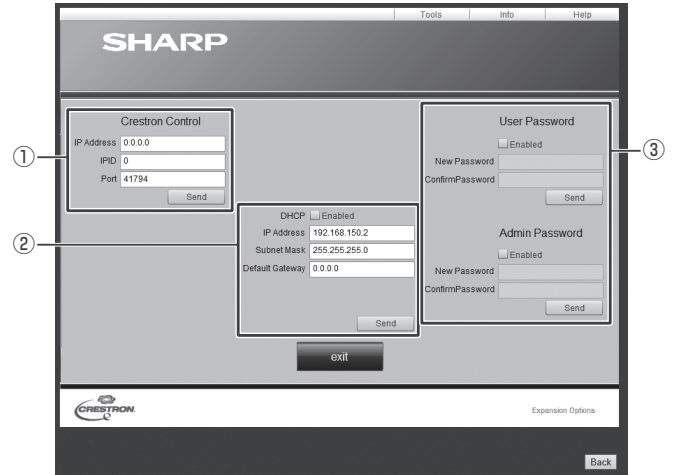 Tools Info Help
SHARP
①
Crestron Control
IP Address 0.0.0.0
IPID 0
Port 41794
Send
②
DHCP Enabled
IP Address 192.168.150.2
Subnet Mask 255.255.255.0
Default Gateway 0.0.0.0
Send
③
User Password
Enabled
New Password
ConfirmPassword
Send
Admin Password
Enabled
New Password
ConfirmPassword
Send
exit
CRESTRON
Expansion Options
Back